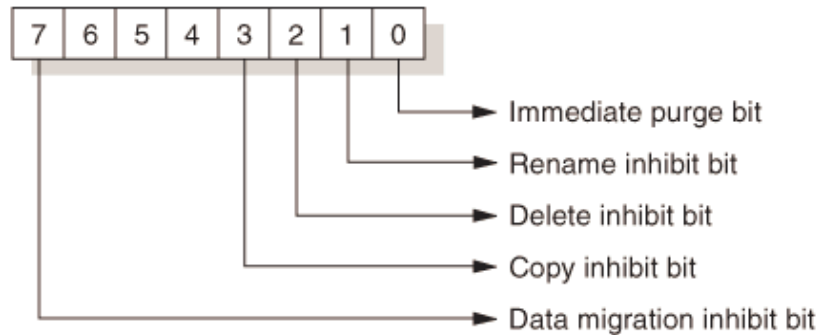 7 6 5 4 3 2 1 0
Immediate purge bit
Rename inhibit bit
Delete inhibit bit
Copy inhibit bit
Data migration inhibit bit